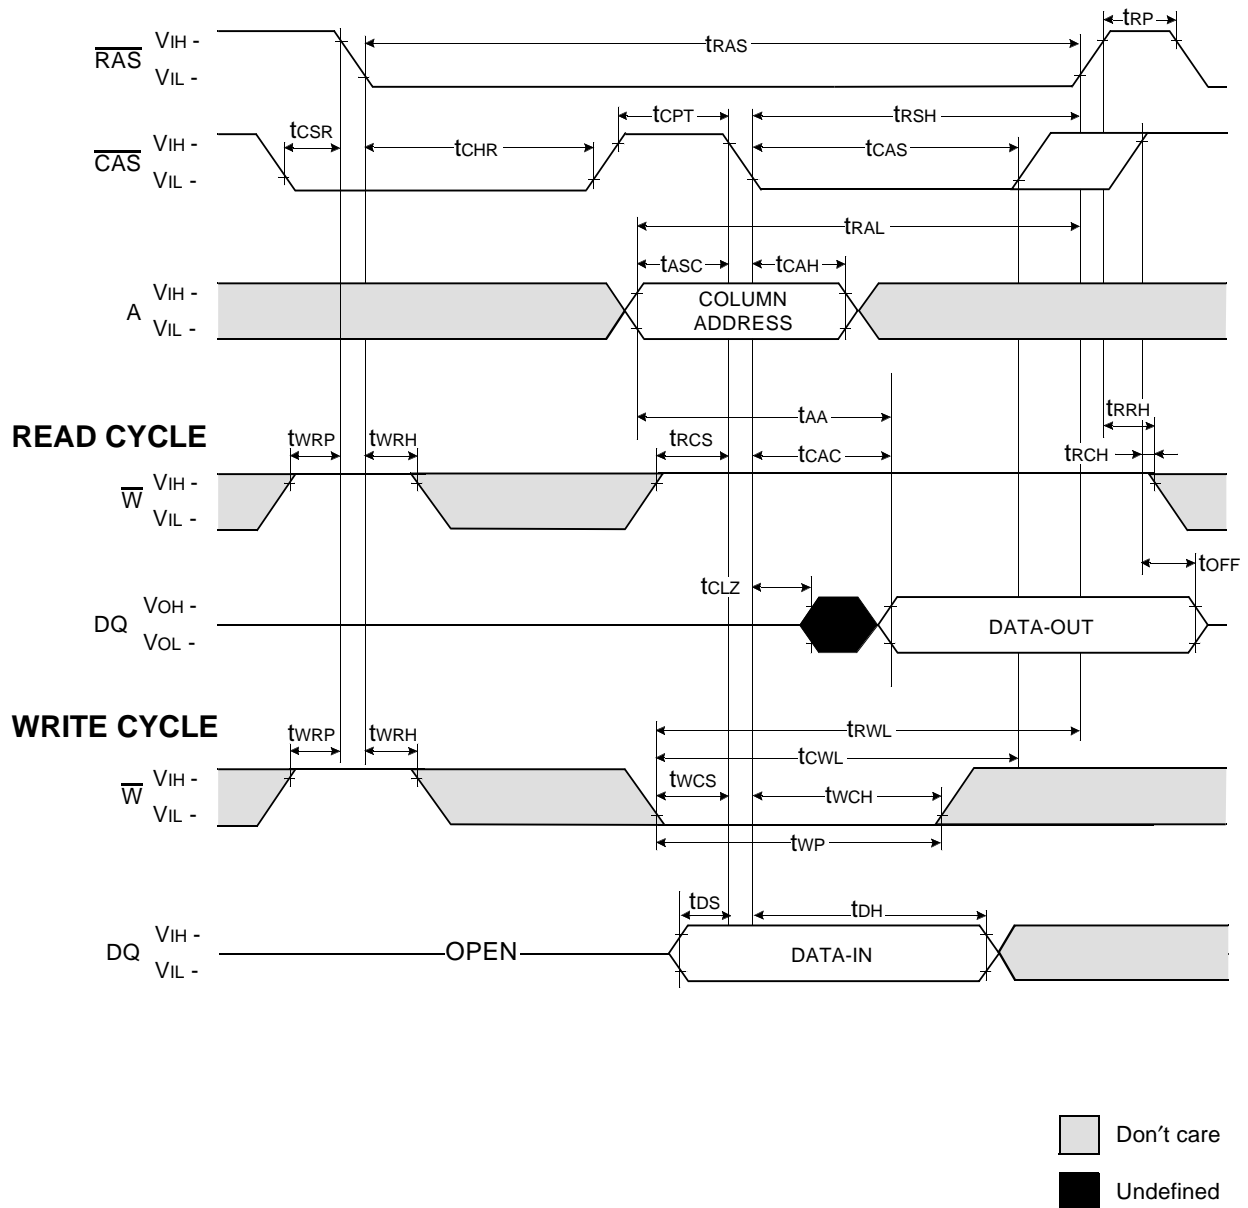 tRP
RAS VIH -
VIL -
tRAS
tCPT
tRSH
tCSR
CAS VIH -
VIL -
tCHR
tCAS
tRAL
tASC
tCAH
A VIH -
VIL -
COLUMN
ADDRESS
tAA
tRRH
READ CYCLE
tWRP
tWRH
tRCS
tCAC
tRCH
W VIH -
VIL -
tOFF
tCLZ
DQ VOH -
VOL -
DATA-OUT
WRITE CYCLE
tWRP
tWRH
tRWL
tCWL
W VIH -
VIL -
tWCS
tWCH
tWP
tDS
tDH
DQ VIH -
VIL -
OPEN
DATA-IN
Don′t care
Undefined